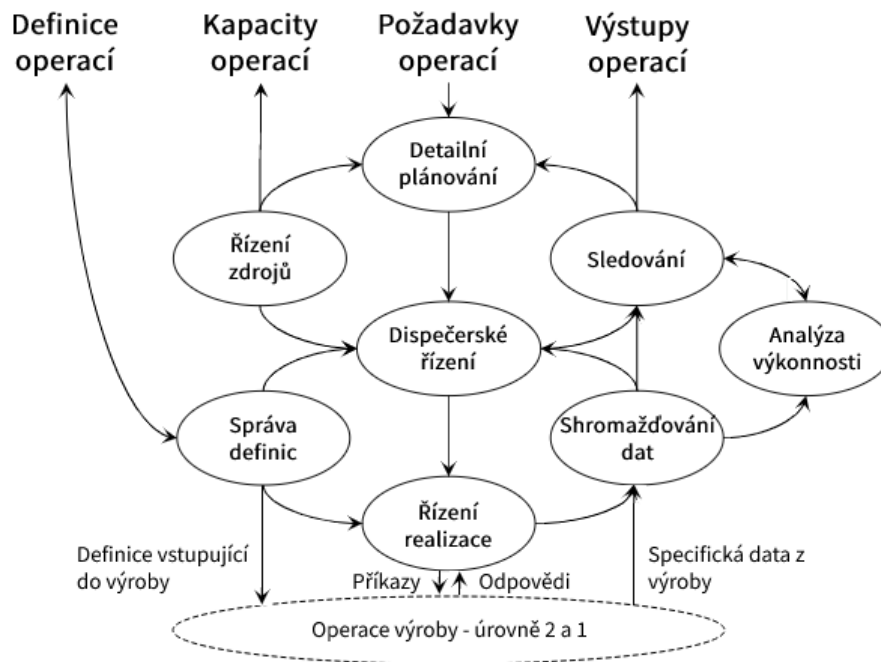 Definice
operací
Kapacity
operací
Požadavky
operací
Výstupy
operací
Detailní
plánování
Řízení
zdrojů
Sledování
Dispečerské
řízení
Analýza
výkonnosti
Správa
definic
Shromažďování
dat
Řízení
realizace
Definice vstupující
do výroby
Příkazy
Odpovědi
Specifická data z
výroby
Operace výroby - úrovně 2 a 1